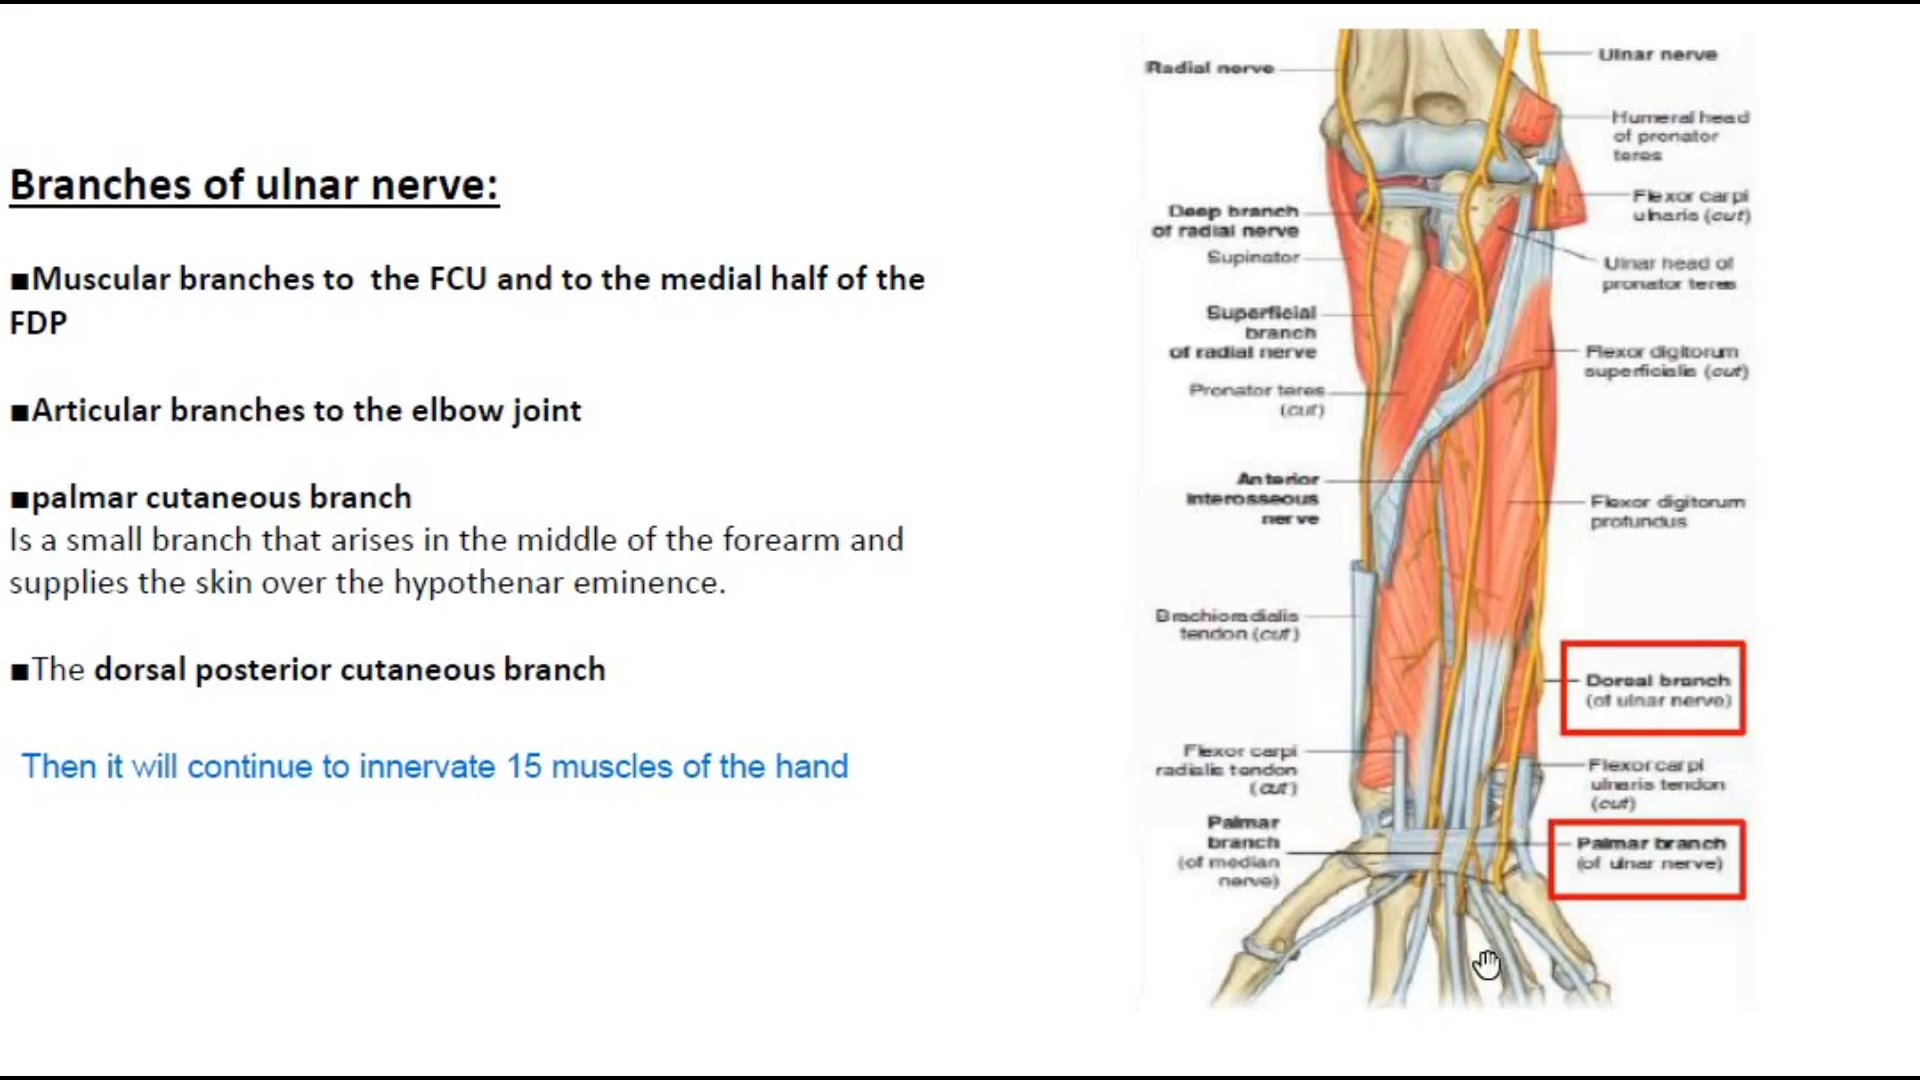 Branches of ulnar nerve:
■Muscular branches to the FCU and to the medial half of the
FDP
■Articular branches to the elbow joint
■palmar cutaneous branch
Is a small branch that arises in the middle of the forearm and
supplies the skin over the hypothenar eminence.
■The dorsal posterior cutaneous branch
Then it will continue to innervate 15 muscles of the hand
Radial nerve
Deep branch
of radial nerve
Supinator
Superficial
branch
of radial nerve
Pronator teres
(cut)
Anterior
interosseous
nerve
Brachioradialis
tendon (cut)
Flexor carpi
radialis tendon
(cut)
Palmar
branch
(of median
nerve)
Ulnar nerve
Humeral head
of pronator
teres
Flexor carpi
ulnaris (cut)
Ulnar head of
pronator teres
Flexor digitorum
superficialis (cut)
Flexor digitorum
profundus
Dorsal branch
(of ulnar nerve)
Flexor carpi
ulnaris tendon
(cut)
Palmar branch
(of ulnar nerve)